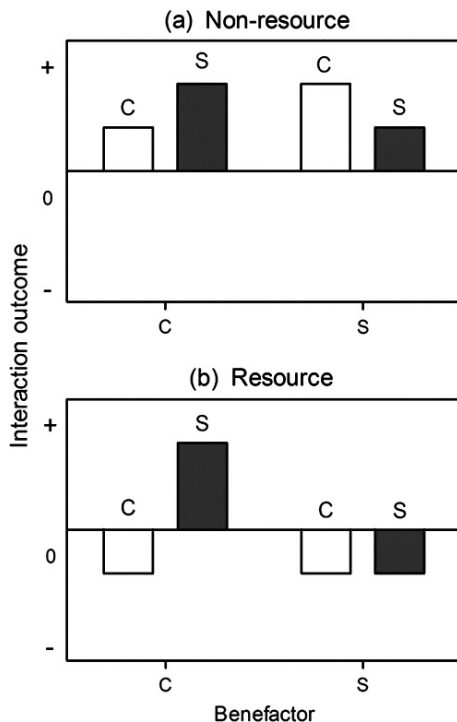 (a) Non-resource
+
S
C
C
S
0
-
C
S
(b) Resource
+
S
C
C
S
0
-
C
S
Benefactor
Interaction outcome